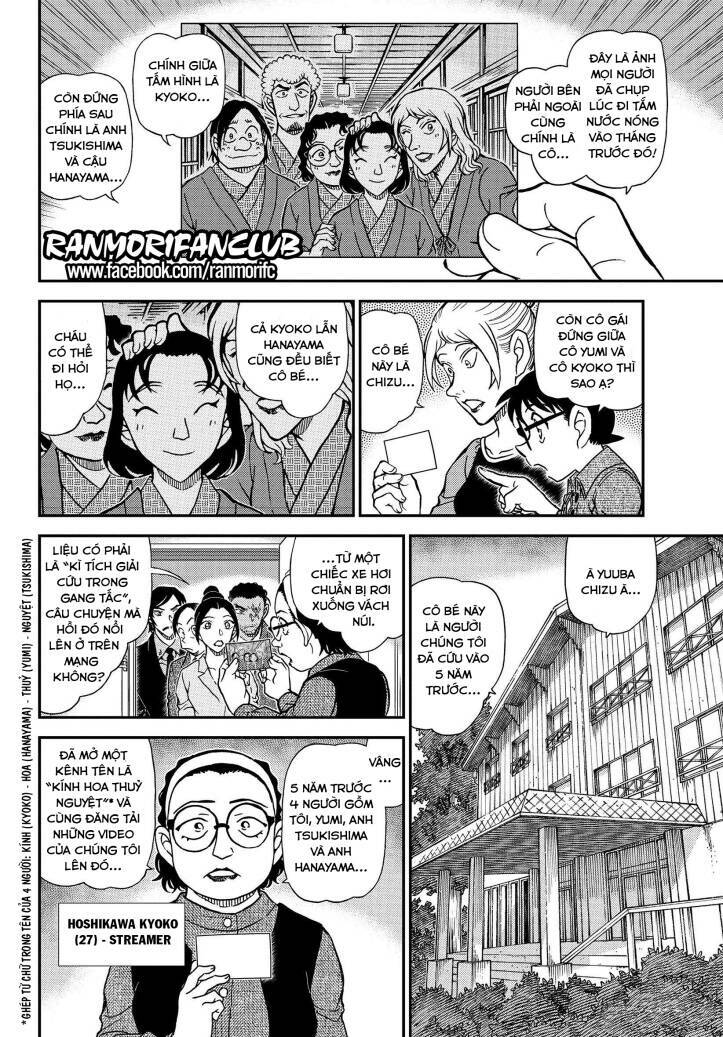 ĐÂY LÀ ẢNH
MỌI NGƯỜI
ĐÃ CHỤP
LÚC ĐI TẮM
NƯỚC NÓNG
VÀO THÁNG
TRƯỚC ĐÓ!
NGƯỜI BÊN
PHẢI NGOÀI
CÙNG
CHÍNH LÀ
CÔ...
CHÍNH GIỮA
TẤM HÌNH LÀ
KYOKO...
CÒN ĐỨNG
PHÍA SAU
CHÍNH LÀ ANH
TSUKISHIMA
VÀ CẬU
HANAYAMA...
RANMORIFANCLUB
www.facebook.com/ranmorifc
CÒN CÔ GÁI
ĐỨNG GIỮA
CÔ YUMI VÀ
CÔ KYOKO THÌ
SAO Ạ?
CÔ BÉ
NÀY LÀ
CHIZU...
CẢ KYOKO LẪN
HANAYAMA
CŨNG ĐỀU BIẾT
CÔ BÉ...
CHÁU
CÓ THỂ
ĐI HỎI
HỌ...
À YUUBA
CHIZU À...
CÔ BÉ NÀY
LÀ NGƯỜI
CHÚNG TÔI
ĐÃ CỨU VÀO
5 NĂM
TRƯỚC...
...TỪ MỘT
CHIẾC XE HƠI
CHUẨN BỊ RƠI
XUỐNG VÁCH
NÚI.
LIỆU CÓ PHẢI
LÀ "KÌ TÍCH GIẢI
CỨU TRONG
GANG TẤC",
CÂU CHUYỆN MÀ
HỒI ĐÓ NỔI
LÊN Ở TRÊN
MẠNG
KHÔNG?
VÂNG
...
5 NĂM TRƯỚC
4 NGƯỜI GỒM
TÔI, YUMI, ANH
TSUKISHIMA
VÀ ANH
HANAYAMA...
ĐÃ MỞ MỘT
KÊNH TÊN LÀ
"KÍNH HOA THUỶ
NGUYỆT"* VÀ
CÙNG ĐĂNG TẢI
NHỮNG VIDEO
CỦA CHÚNG TÔI
LÊN ĐÓ...
HOSHIKAWA KYOKO
(27) - STREAMER
*GHÉP TỪ CHỮ TRONG TÊN CỦA 4 NGƯỜI: KÍNH (KYOKO) - HOA (HANAYAMA) - THUỶ (YUMI) - NGUYỆT (TSUKISHIMA)